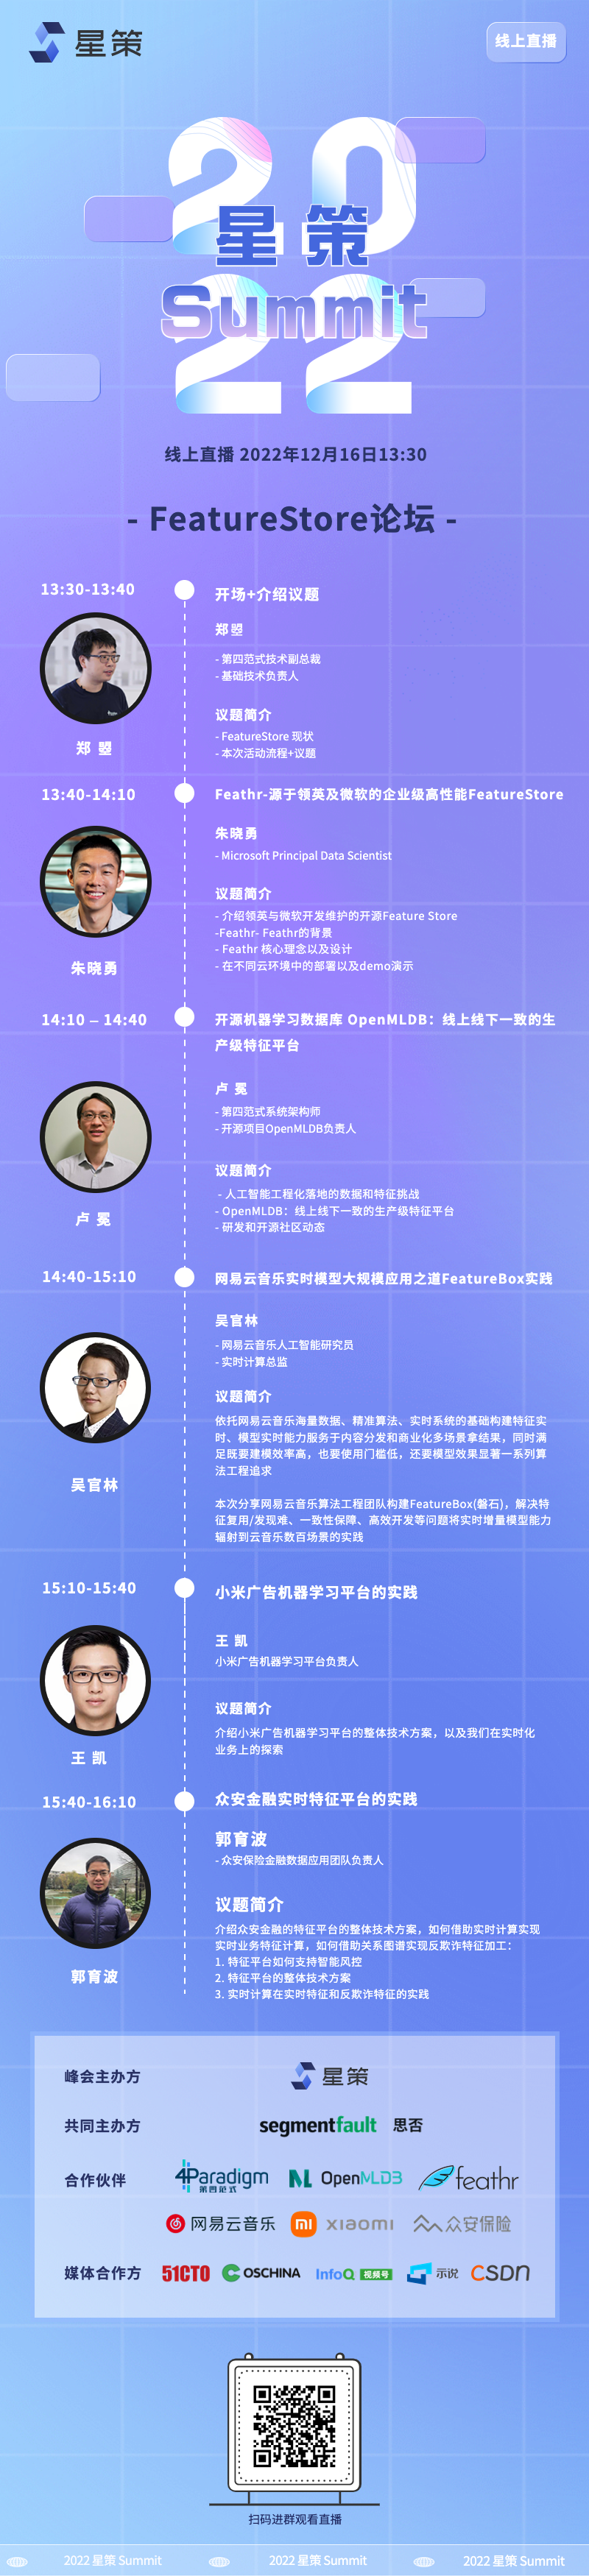 星策
线上直播
2022
星策
Summit
线上直播 2022年12月16日13:30
- FeatureStore论坛 -
13:30-13:40
郑 曌
开场+介绍议题
郑曌
- 第四范式技术副总裁
- 基础技术负责人
议题简介
- FeatureStore 现状
- 本次活动流程+议题
13:40-14:10
朱晓勇
Feathr-源于领英及微软的企业级高性能FeatureStore
朱晓勇
- Microsoft Principal Data Scientist
议题简介
- 介绍领英与微软开发维护的开源Feature Store
-Feathr- Feathr的背景
- Feathr 核心理念以及设计
- 在不同云环境中的部署以及demo演示
14:10 – 14:40
卢 冕
开源机器学习数据库 OpenMLDB：线上线下一致的生
产级特征平台
卢 冕
- 第四范式系统架构师
- 开源项目OpenMLDB负责人
议题简介
- 人工智能工程化落地的数据和特征挑战
- OpenMLDB：线上线下一致的生产级特征平台
- 研发和开源社区动态
14:40-15:10
吴官林
网易云音乐实时模型大规模应用之道FeatureBox实践
吴官林
- 网易云音乐人工智能研究员
- 实时计算总监
议题简介
依托网易云音乐海量数据、精准算法、实时系统的基础构建特征实
时、模型实时能力服务于内容分发和商业化多场景拿结果，同时满
足既要建模效率高，也要使用门槛低，还要模型效果显著一系列算
法工程追求
本次分享网易云音乐算法工程团队构建FeatureBox(磐石)，解决特
征复用/发现难、一致性保障、高效开发等问题将实时增量模型能力
辐射到云音乐数百场景的实践
15:10-15:40
王 凯
小米广告机器学习平台的实践
王 凯
小米广告机器学习平台负责人
议题简介
介绍小米广告机器学习平台的整体技术方案，以及我们在实时化
业务上的探索
15:40-16:10
郭育波
众安金融实时特征平台的实践
郭育波
- 众安保险金融数据应用团队负责人
议题简介
介绍众安金融的特征平台的整体技术方案，如何借助实时计算实现
实时业务特征计算，如何借助关系图谱实现反欺诈特征加工：
1. 特征平台如何支持智能风控
2. 特征平台的整体技术方案
3. 实时计算在实时特征和反欺诈特征的实践
峰会主办方 星策
共同主办方 segmentfault 思否
合作伙伴 4Paradigm 第四范式 OpenMLDB feathr
网易云音乐 mi xiaomi 众安保险
媒体合作方 51CTO OSCHINA InfoQ 视频号 示说 CSDN
扫码进群观看直播
2022 星策 Summit 2022 星策 Summit 2022 星策 Summit